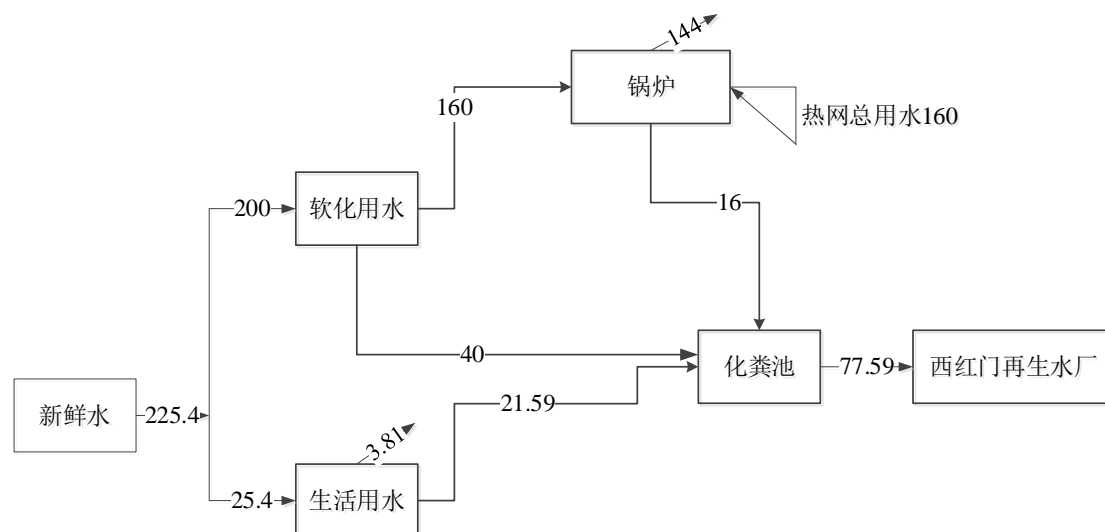 144
锅炉
160
热网总用水160
200
软化用水
16
40
化粪池
77.59
西红门再生水厂
新鲜水
225.4
21.59
3.81
25.4
生活用水